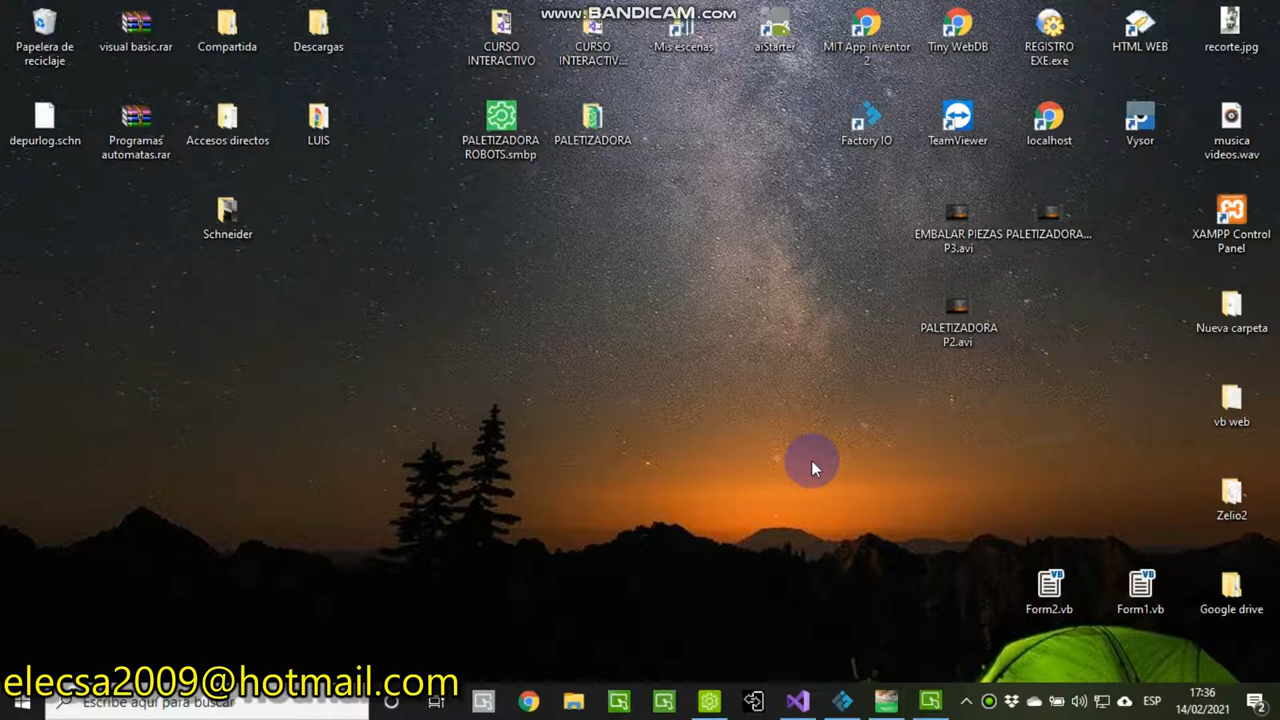 www.BANDICAM.com
Papelera de
reciclaje
visual basic.rar
Compartida
Descargas
CURSO
INTERACTIVO
CURSO
INTERACTIV...
Mis escenas
aiStarter
MIT App Inventor
2
Tiny WebDB
REGISTRO
EXE.exe
HTML WEB
recorte.jpg
depurlog.schn
Programas
automatas.rar
Accesos directos
LUIS
PALETIZADORA
ROBOTS.smbp
PALETIZADORA
Factory IO
TeamViewer
localhost
Vysor
musica
videos.wav
Schneider
EMBALAR PIEZAS
P3.avi
PALETIZADORA...
XAMPP Control
Panel
PALETIZADORA
P2.avi
Nueva carpeta
vb web
Zelio2
Form2.vb
Form1.vb
Google drive
elecsa2009@hotmail.com
Escribe aquí para buscar
ESP
17:36
14/02/2021
2